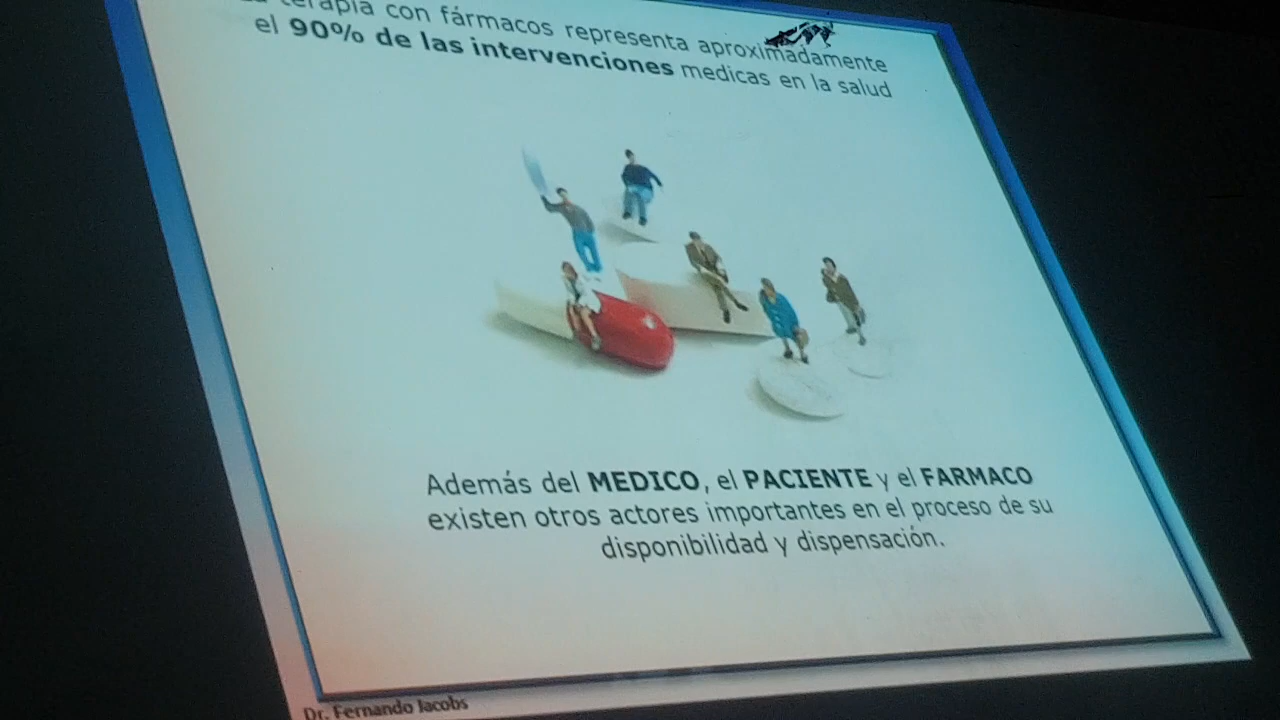 terapia con fármacos representa aproximadamente
el 90% de las intervenciones medicas en la salud
Además del MEDICO, el PACIENTE y el FARMACO
existen otros actores importantes en el proceso de su
disponibilidad y dispensación.
Dr. Fernando Jacobs